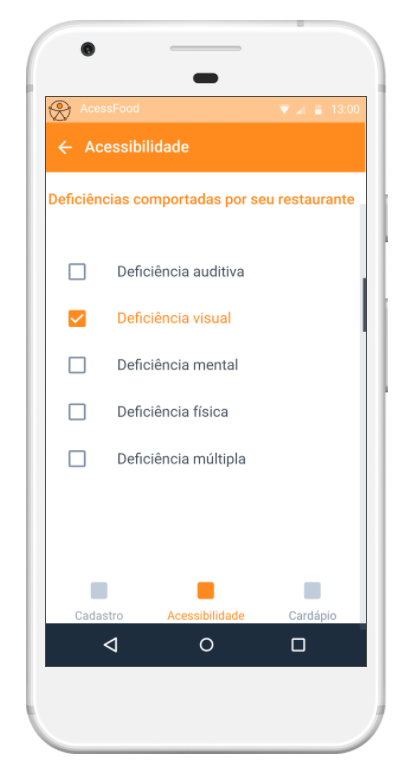 AcessFood
13:00
Acessibilidade
Deficiências comportadas por seu restaurante
Deficiência auditiva
Deficiência visual
Deficiência mental
Deficiência física
Deficiência múltipla
Cadastro
Acessibilidade
Cardápio